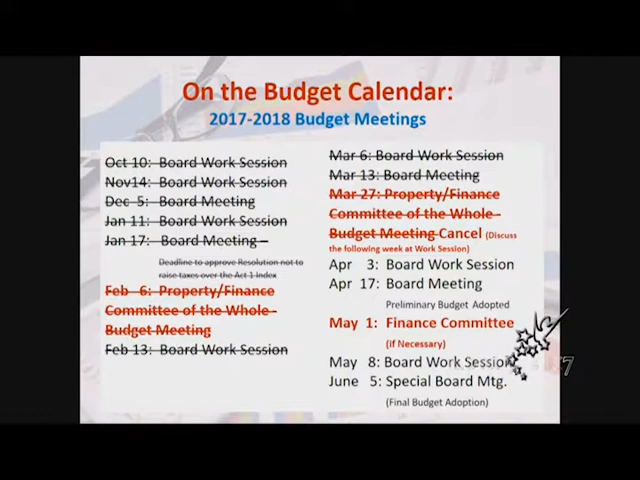 On the Budget Calendar:
2017-2018 Budget Meetings
Oct 10: Board Work Session
Nov14: Board Work Session
Dec 5: Board Meeting
Jan 11: Board Work Session
Jan 17: Board Meeting –
Deadline to approve Resolution not to
raise taxes over the Act 1 Index
Feb 6: Property/Finance
Committee of the Whole -
Budget Meeting
Feb 13: Board Work Session
Mar 6: Board Work Session
Mar 13: Board Meeting
Mar 27: Property/Finance
Committee of the Whole -
Budget Meeting Cancel (Discuss
the following week at Work Session)
Apr 3: Board Work Session
Apr 17: Board Meeting
Preliminary Budget Adopted
May 1: Finance Committee
(if Necessary)
May 8: Board Work Session
June 5: Special Board Mtg.
(Final Budget Adoption)